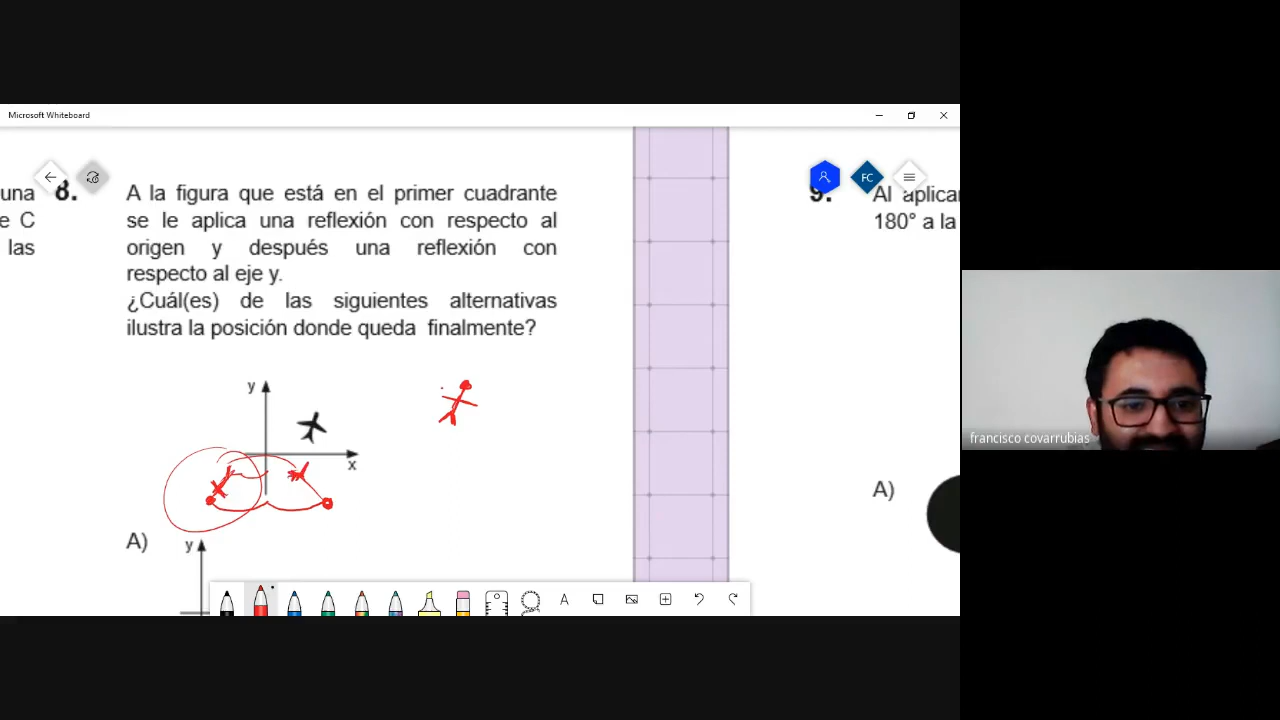 Microsoft Whiteboard
una
e C
las
8.
A la figura que está en el primer cuadrante
se le aplica una reflexión con respecto al
origen y después una reflexión con
respecto al eje y.
¿Cuál(es) de las siguientes alternativas
ilustra la posición donde queda finalmente?
y
x
A)
y
FC
9.
Al aplica
180° a la
A)
A
francisco covarrubias